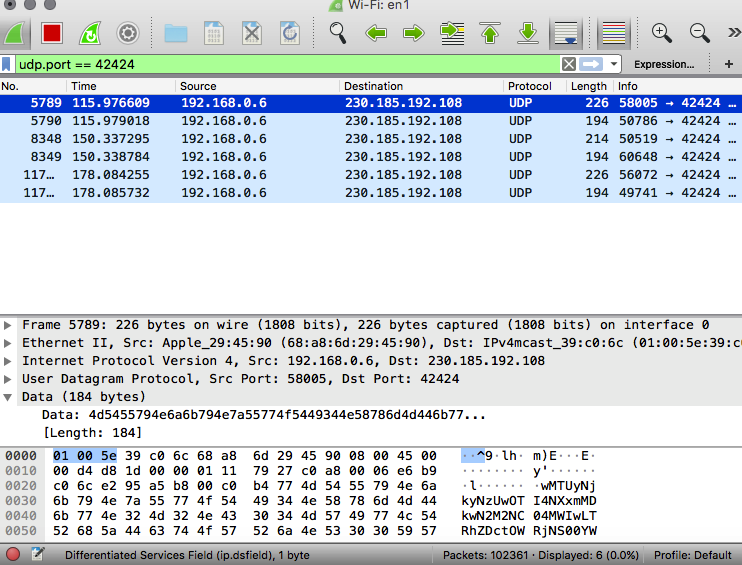 Wi-Fi: en1
udp.port == 42424 Expression... +
No. Time Source Destination Protocol Length Info
5789 115.976609 192.168.0.6 230.185.192.108 UDP 226 58005 → 42424 …
5790 115.979018 192.168.0.6 230.185.192.108 UDP 194 50786 → 42424 …
8348 150.337295 192.168.0.6 230.185.192.108 UDP 214 50519 → 42424 …
8349 150.338784 192.168.0.6 230.185.192.108 UDP 194 60648 → 42424 …
117… 178.084255 192.168.0.6 230.185.192.108 UDP 226 56072 → 42424 …
117… 178.085732 192.168.0.6 230.185.192.108 UDP 194 49741 → 42424 …
Frame 5789: 226 bytes on wire (1808 bits), 226 bytes captured (1808 bits) on interface 0
Ethernet II, Src: Apple_29:45:90 (68:a8:6d:29:45:90), Dst: IPv4mcast_39:c0:6c (01:00:5e:39:c
Internet Protocol Version 4, Src: 192.168.0.6, Dst: 230.185.192.108
User Datagram Protocol, Src Port: 58005, Dst Port: 42424
Data (184 bytes)
Data: 4d5455794e6a6b794e7a55774f5449344e58786d4d446b77...
[Length: 184]
0000 01 00 5e 39 c0 6c 68 a8 6d 29 45 90 08 00 45 00 ··^9·lh· m)E···E·
0010 00 d4 d8 1d 00 00 01 11 79 27 c0 a8 00 06 e6 b9 ········ y'······
0020 c0 6c e2 95 a5 b8 00 c0 b4 77 4d 54 55 79 4e 6a ·l······ ·wMTUyNj
0030 6b 79 4e 7a 55 77 4f 54 49 34 4e 58 78 6d 4d 44 kyNzUwOT I4NXxmMD
0040 6b 77 4e 32 4d 32 4e 43 30 34 4d 57 49 77 4c 54 kwN2M2NC 04MWIwLT
0050 52 68 5a 44 63 74 4f 57 52 6a 4e 53 30 30 59 57 RhZDctOW RjNS00YW
Differentiated Services Field (ip.dsfield), 1 byte Packets: 102361 · Displayed: 6 (0.0%) Profile: Default